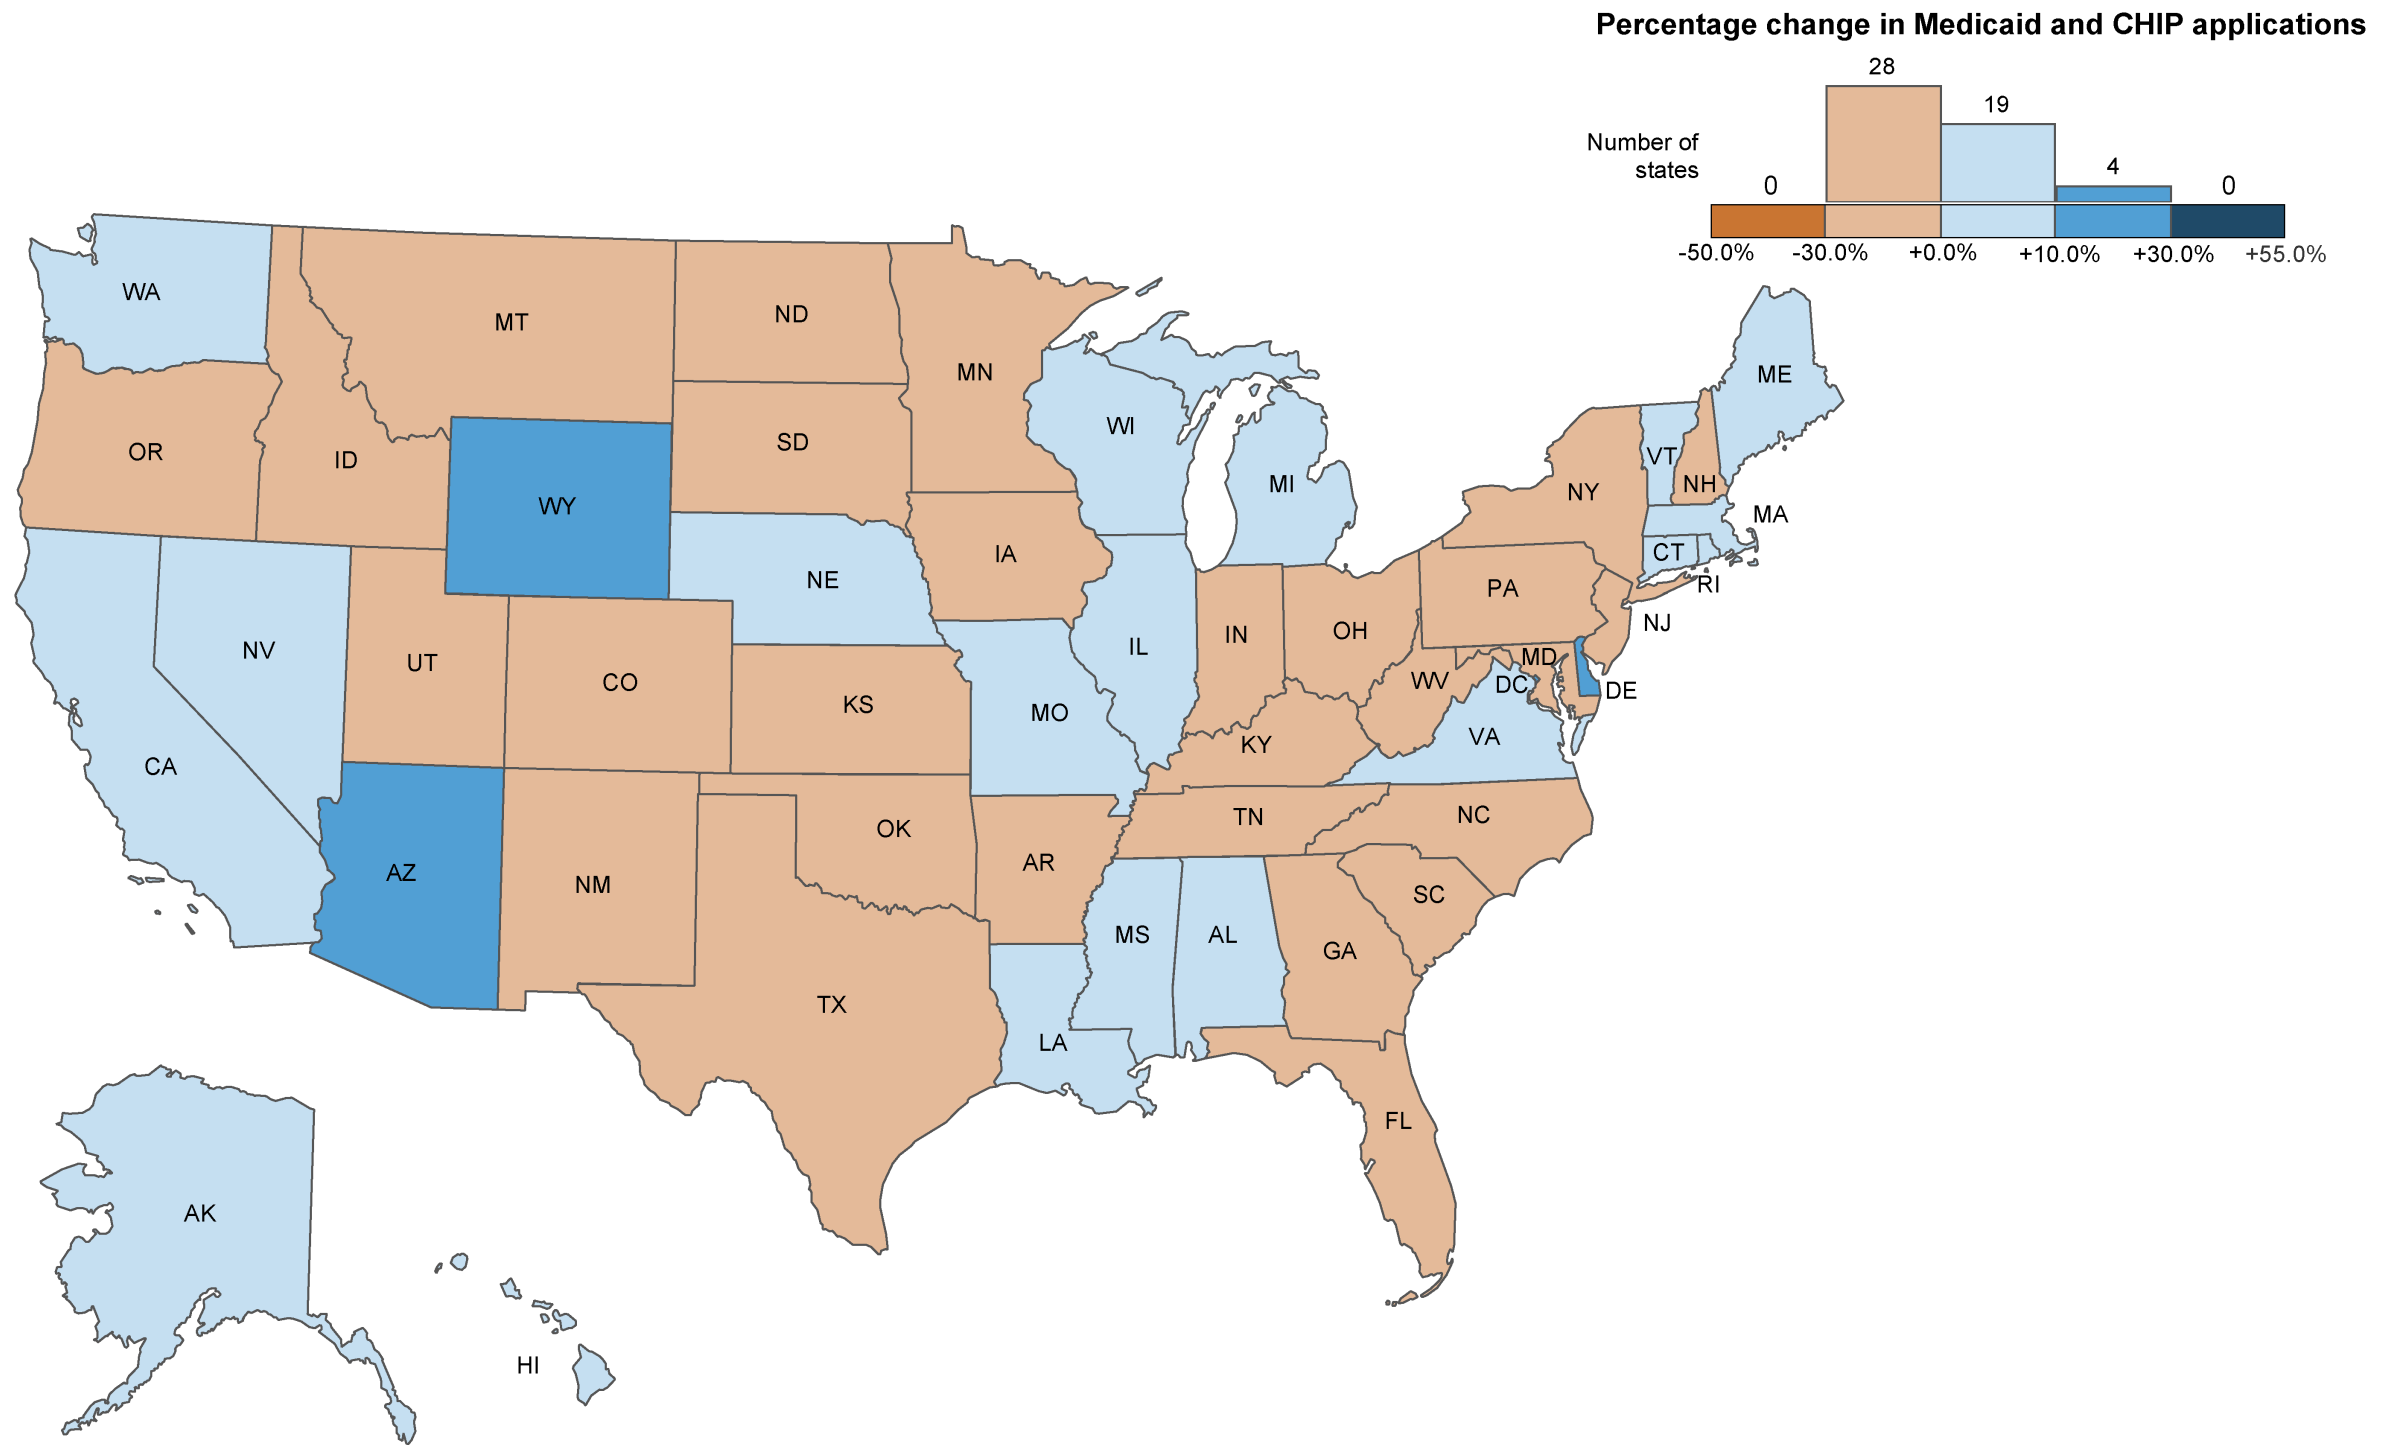 Percentage change in Medicaid and CHIP applications
28
19
Number of
states
4
0
0
-50.0% -30.0% +0.0% +10.0% +30.0% +55.0%
WA
MT
ND
MN
ME
WI
OR
ID
SD
VT
MI
NH
NY
WY
MA
CT
IA
NE
RI
PA
NJ
OH
IN
IL
NV
MD
UT
WV
CO
DC
DE
KS
MO
VA
KY
CA
NC
TN
OK
AR
AZ
NM
SC
MS
AL
GA
TX
LA
FL
AK
HI